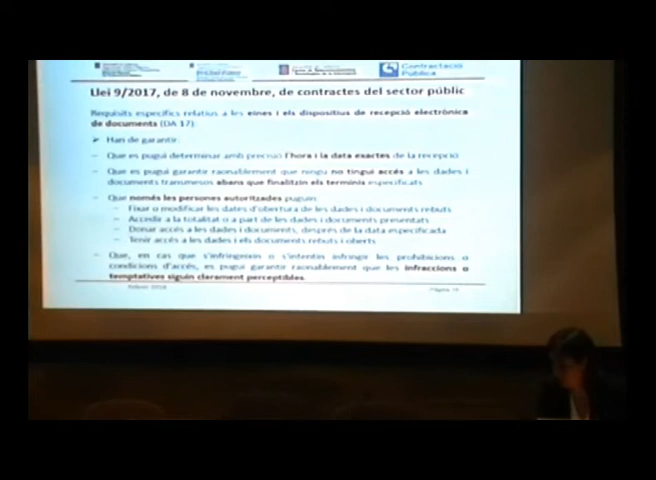 Contractació
Pública
Llei 9/2017, de 8 de novembre, de contractes del sector públic
Requisits específics relatius a les eines i els dispositius de recepció electrònica
de documents (DA 17):
➤ Han de garantir:
– Que es pugui determinar amb precisió l'hora i la data exactes de la recepció
– Que es pugui garantir raonablement que ningú no tingui accés a les dades i
documents transmesos abans que finalitzin els terminis especificats
– Que només les persones autoritzades puguin:
– Fixar o modificar les dates d'obertura de les dades i documents rebuts
– Accedir a la totalitat o a part de les dades i documents presentats
– Donar accés a les dades i documents, després de la data especificada
– Tenir accés a les dades i els documents rebuts i oberts
– Que, en cas que s'infringeixin o s'intentin infringir les prohibicions o
condicions d'accés, es pugui garantir raonablement que les infraccions o
temptatives siguin clarament perceptibles.
Febrer 2018
Pàgina